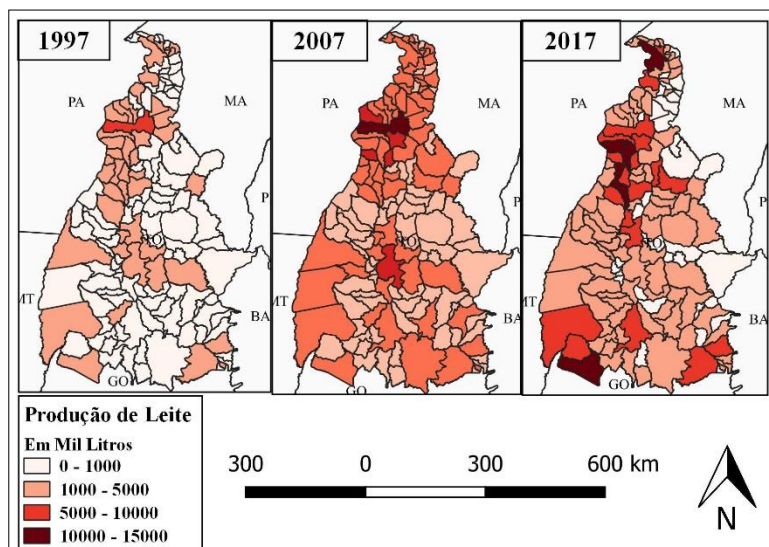 1997
2007
2017
PA
MA
PA
MA
PA
MA
P
P
TO
TO
TO
MT
MT
MT
BA
BA
BA
GO
GO
GO
Produção de Leite
Em Mil Litros
0 - 1000
1000 - 5000
5000 - 10000
10000 - 15000
300 0 300 600 km
N